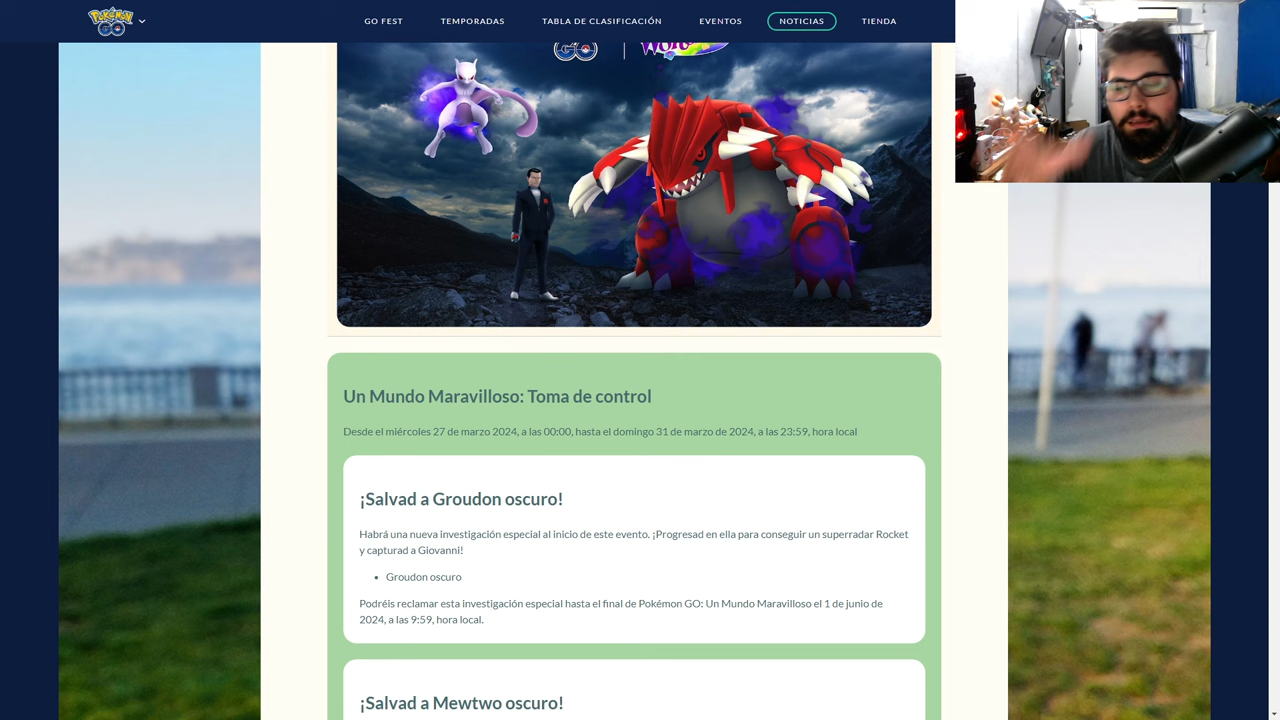 POKÉMON
GO
GO FEST
TEMPORADAS
TABLA DE CLASIFICACIÓN
EVENTOS
NOTICIAS
TIENDA
GO
Un Mundo Maravilloso: Toma de control
Desde el miércoles 27 de marzo 2024, a las 00:00, hasta el domingo 31 de marzo de 2024, a las 23:59, hora local
¡Salvad a Groudon oscuro!
Habrá una nueva investigación especial al inicio de este evento. ¡Progresad en ella para conseguir un superradar Rocket
y capturad a Giovanni!
• Groudon oscuro
Podréis reclamar esta investigación especial hasta el final de Pokémon GO: Un Mundo Maravilloso el 1 de junio de
2024, a las 9:59, hora local.
¡Salvad a Mewtwo oscuro!